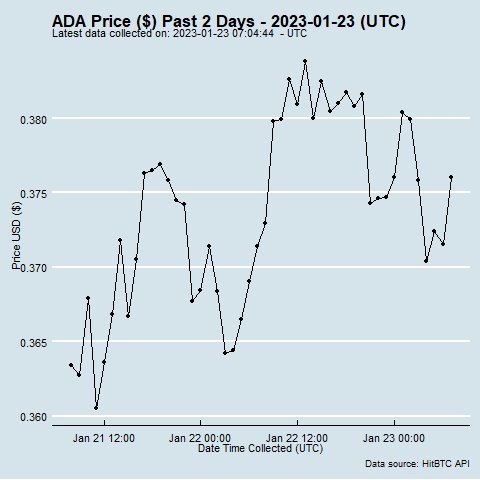 ADA Price ($) Past 2 Days - 2023-01-23 (UTC)
Latest data collected on: 2023-01-23 07:04:44 - UTC
Price USD ($)
0.380
0.375
0.370
0.365
0.360
Jan 21 12:00
Jan 22 00:00
Jan 22 12:00
Jan 23 00:00
Date Time Collected (UTC)
Data source: HitBTC API